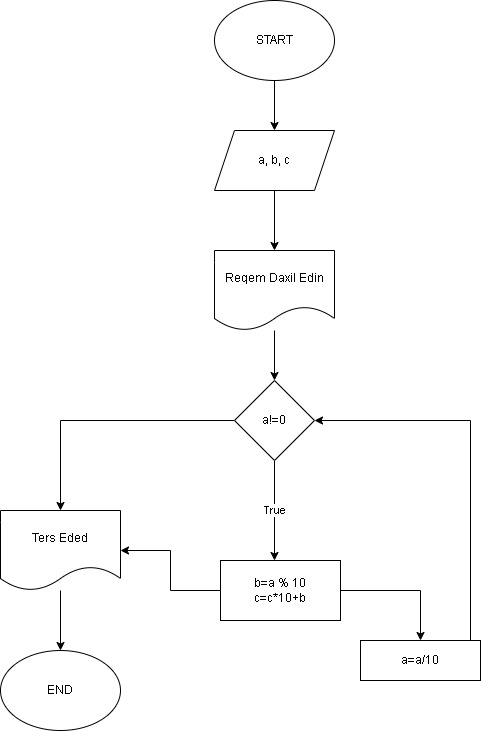 START
a, b, c
Reqem Daxil Edin
a!=0
True
Ters Eded
b=a % 10
c=c*10+b
a=a/10
END